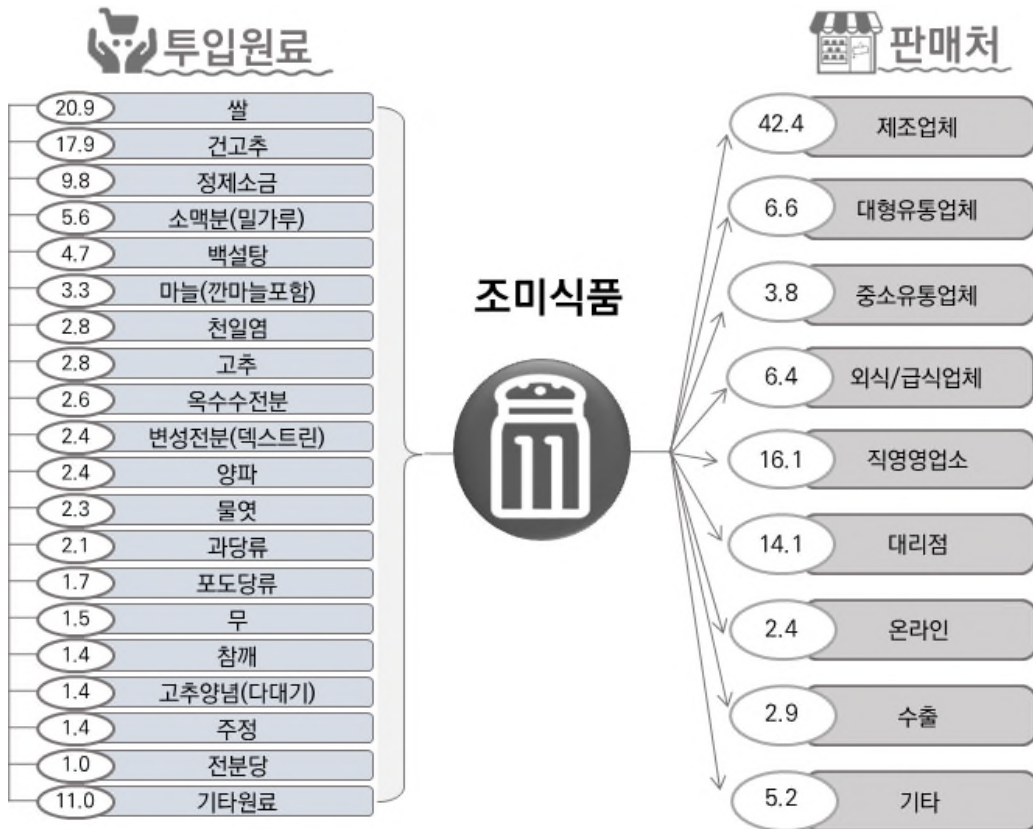 투입원료
20.9 쌀
17.9 건고추
9.8 정제소금
5.6 소맥분(밀가루)
4.7 백설탕
3.3 마늘(깐마늘포함)
2.8 천일염
2.8 고추
2.6 옥수수전분
2.4 변성전분(덱스트린)
2.4 양파
2.3 물엿
2.1 과당류
1.7 포도당류
1.5 무
1.4 참깨
1.4 고추양념(다대기)
1.4 주정
1.0 전분당
11.0 기타원료
조미식품
판매처
42.4 제조업체
6.6 대형유통업체
3.8 중소유통업체
6.4 외식/급식업체
16.1 직영영업소
14.1 대리점
2.4 온라인
2.9 수출
5.2 기타